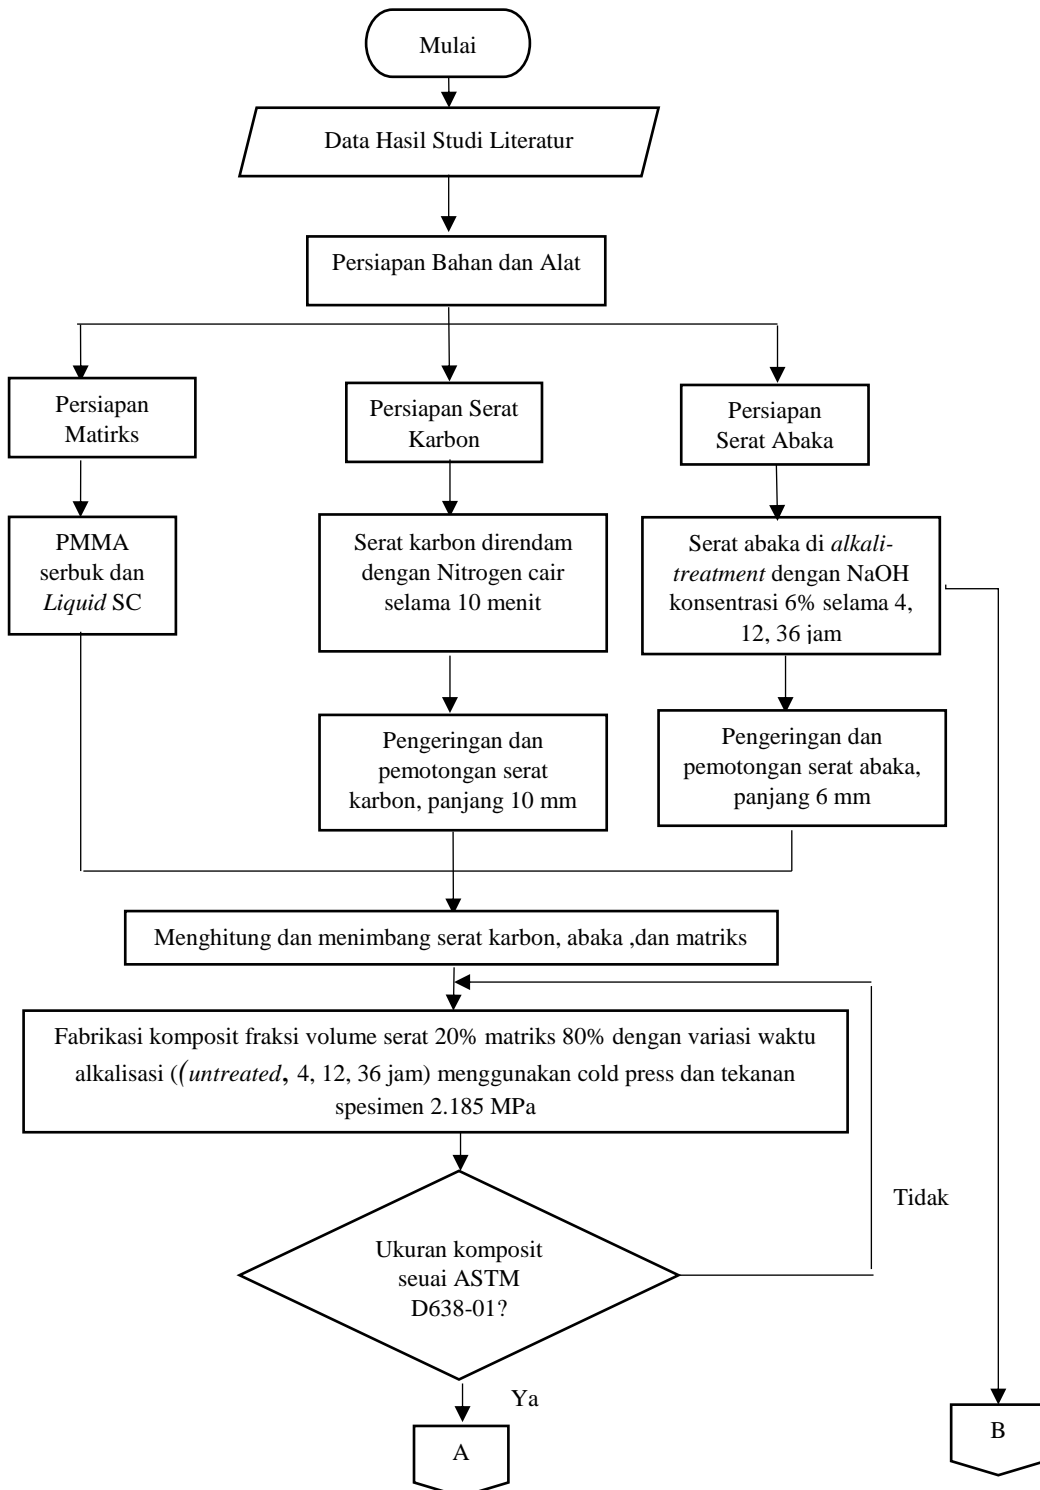 Mulai
Data Hasil Studi Literatur
Persiapan Bahan dan Alat
Persiapan
Matirks
Persiapan Serat
Karbon
Persiapan
Serat Abaka
PMMA
serbuk dan
Liquid SC
Serat karbon direndam
dengan Nitrogen cair
selama 10 menit
Serat abaka di alkali-
treatment dengan NaOH
konsentrasi 6% selama 4,
12, 36 jam
Pengeringan dan
pemotongan serat
karbon, panjang 10 mm
Pengeringan dan
pemotongan serat abaka,
panjang 6 mm
Menghitung dan menimbang serat karbon, abaka ,dan matriks
Fabrikasi komposit fraksi volume serat 20% matriks 80% dengan variasi waktu
alkalisasi ((untreated, 4, 12, 36 jam) menggunakan cold press dan tekanan
spesimen 2.185 MPa
Tidak
Ukuran komposit
seuai ASTM
D638-01?
Ya
A
B